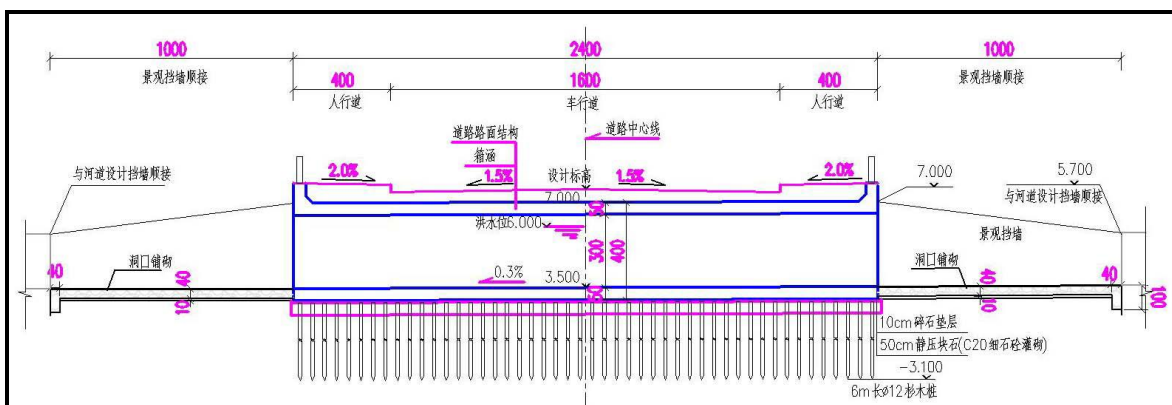 1000
2400
1000
景观挡墙顺接
400
1600
400
景观挡墙顺接
人行道
车行道
人行道
道路路面结构
道路中心线
箱涵
与河道设计挡墙顺接
2.0%
1.5%
设计标高
1.5%
2.0%
7.000
5.700
7.000
50
与河道设计挡墙顺接
洪水位6.000
景观挡墙
300
400
洞口铺砌
洞口铺砌
40
40
0.3%
3.500
40
40
10
50
10
100
10cm碎石垫层
50cm静压块石(C20细石砼灌砌)
-3.100
6m长ø12杉木桩